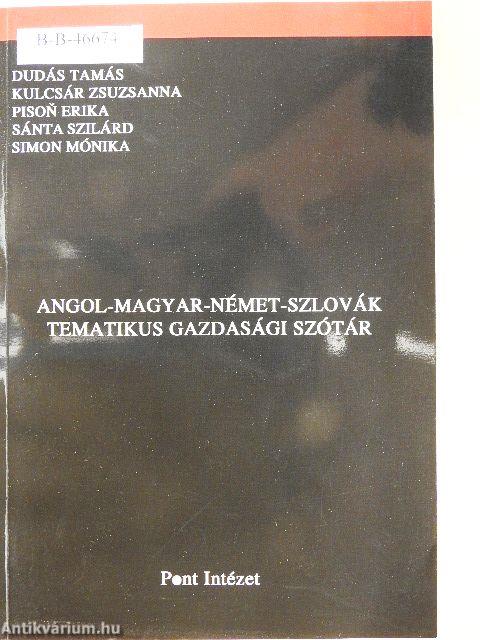 B-B-46674
DUDÁS TAMÁS
KULCSÁR ZSUZSANNA
PISOŇ ERIKA
SÁNTA SZILÁRD
SIMON MÓNIKA
ANGOL-MAGYAR-NÉMET-SZLOVÁK
TEMATIKUS GAZDASÁGI SZÓTÁR
Pont Intézet
Antikvárium.hu